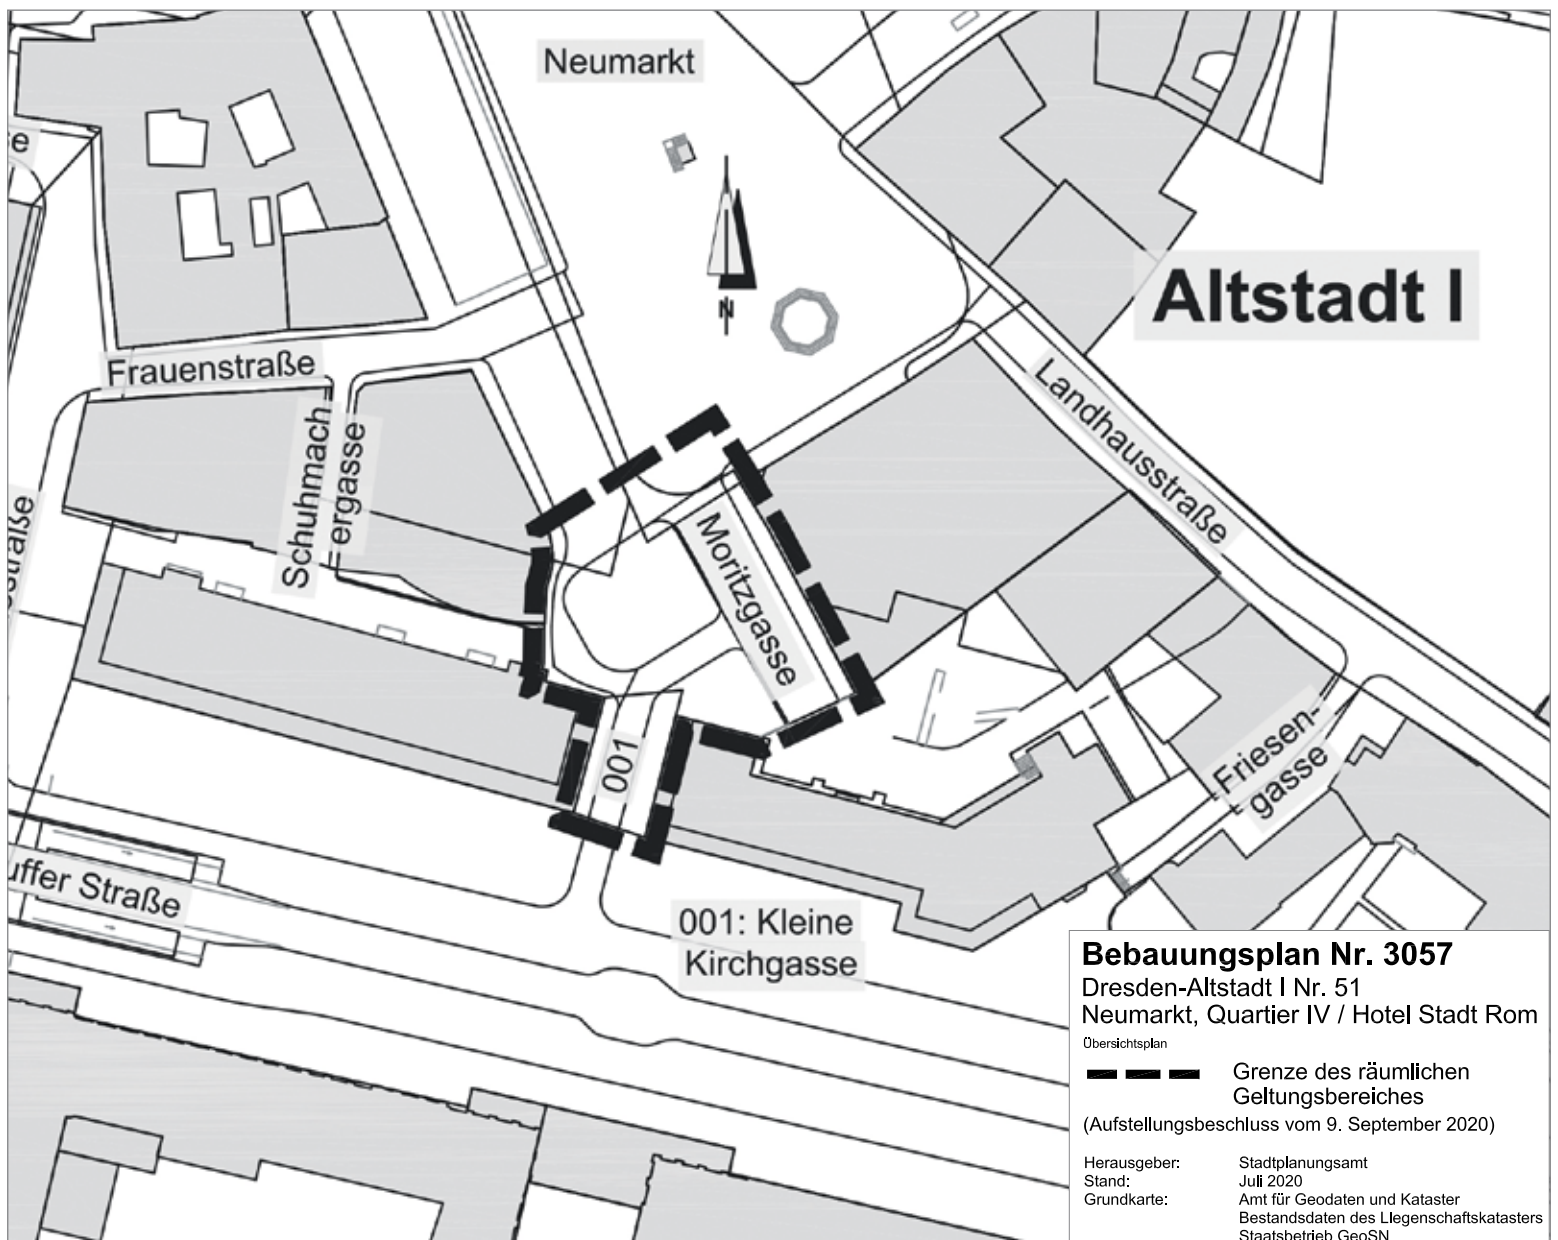 Neumarkt
se
N
Altstadt I
Frauenstraße
Landhausstraße
Schuhmach
ergasse
straße
Moritzgasse
001
Friesen-
gasse
uffer Straße
001: Kleine
Kirchgasse
Bebauungsplan Nr. 3057
Dresden-Altstadt I Nr. 51
Neumarkt, Quartier IV / Hotel Stadt Rom
Übersichtsplan
Grenze des räumlichen
Geltungsbereiches
(Aufstellungsbeschluss vom 9. September 2020)
Herausgeber: Stadtplanungsamt
Stand: Juli 2020
Grundkarte: Amt für Geodaten und Kataster
Bestandsdaten des Liegenschaftskatasters
Staatsbetrieb GeoSN